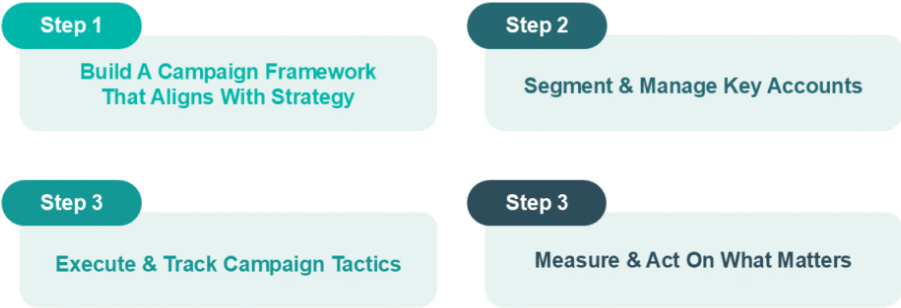 Step 1
Build A Campaign Framework
That Aligns With Strategy
Step 2
Segment & Manage Key Accounts
Step 3
Execute & Track Campaign Tactics
Step 3
Measure & Act On What Matters